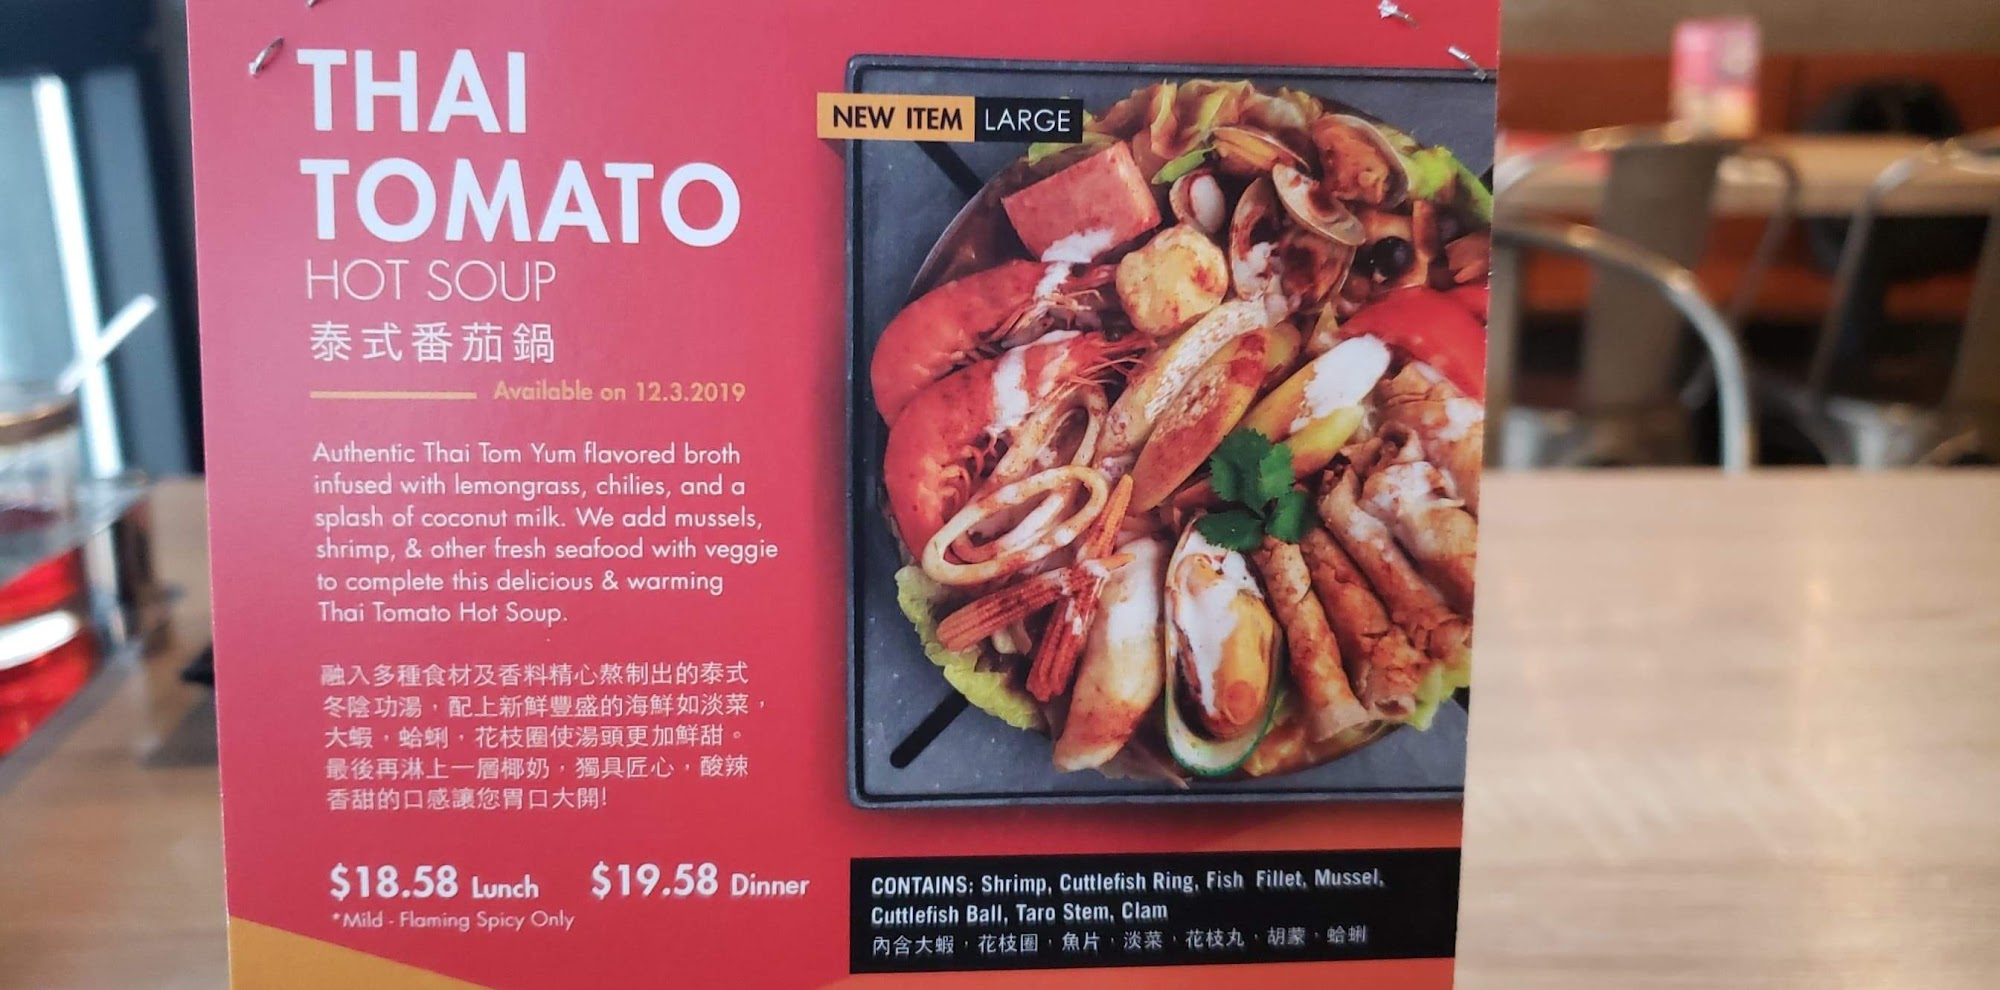 THAI
TOMATO
HOT SOUP
泰式番茄鍋
Available on 12.3.2019
Authentic Thai Tom Yum flavored broth
infused with lemongrass, chilies, and a
splash of coconut milk. We add mussels,
shrimp, & other fresh seafood with veggie
to complete this delicious & warming
Thai Tomato Hot Soup.
融入多種食材及香料精心熬制出的泰式
冬陰功湯，配上新鮮豐盛的海鮮如淡菜，
大蝦，蛤蜊，花枝圈使湯頭更加鮮甜。
最後再淋上一層椰奶，獨具匠心，酸辣
香甜的口感讓您胃口大開!
$18.58 Lunch $19.58 Dinner
*Mild - Flaming Spicy Only
NEW ITEM LARGE
CONTAINS: Shrimp, Cuttlefish Ring, Fish Fillet, Mussel,
Cuttlefish Ball, Taro Stem, Clam
內含大蝦，花枝圈，魚片，淡菜，花枝丸，胡蒙，蛤蜊